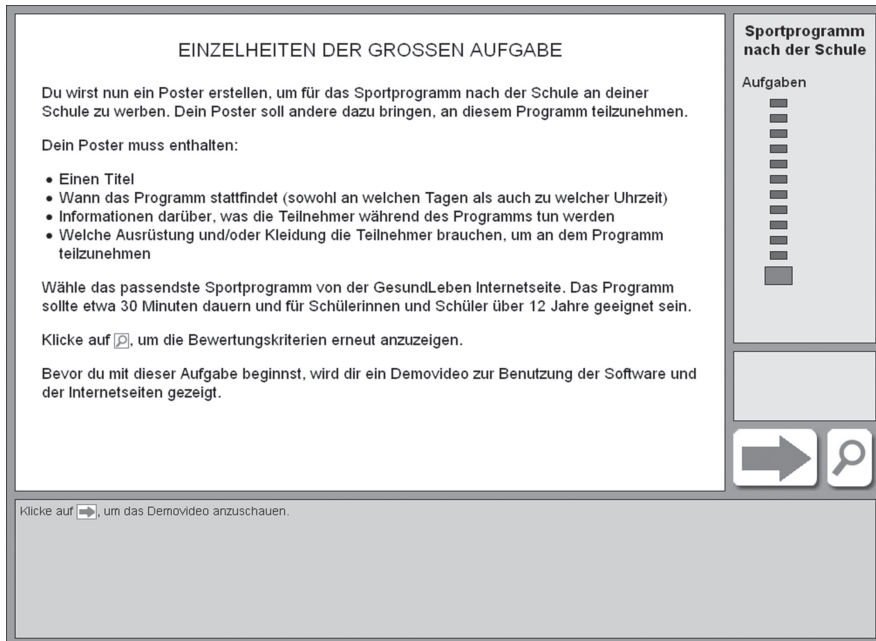 EINZELHEITEN DER GROSSEN AUFGABE
Du wirst nun ein Poster erstellen, um für das Sportprogramm nach der Schule an deiner
Schule zu werben. Dein Poster soll andere dazu bringen, an diesem Programm teilzunehmen.
Dein Poster muss enthalten:
• Einen Titel
• Wann das Programm stattfindet (sowohl an welchen Tagen als auch zu welcher Uhrzeit)
• Informationen darüber, was die Teilnehmer während des Programms tun werden
• Welche Ausrüstung und/oder Kleidung die Teilnehmer brauchen, um an dem Programm
teilzunehmen
Wähle das passendste Sportprogramm von der GesundLeben Internetseite. Das Programm
sollte etwa 30 Minuten dauern und für Schülerinnen und Schüler über 12 Jahre geeignet sein.
Klicke auf , um die Bewertungskriterien erneut anzuzeigen.
Bevor du mit dieser Aufgabe beginnst, wird dir ein Demovideo zur Benutzung der Software und
der Internetseiten gezeigt.
Sportprogramm
nach der Schule
Aufgaben
Klicke auf , um das Demovideo anzuschauen.